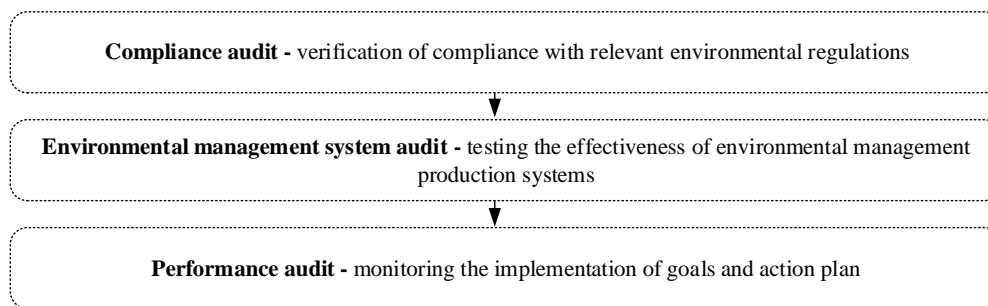 Compliance audit - verification of compliance with relevant environmental regulations
Environmental management system audit - testing the effectiveness of environmental management
production systems
Performance audit - monitoring the implementation of goals and action plan